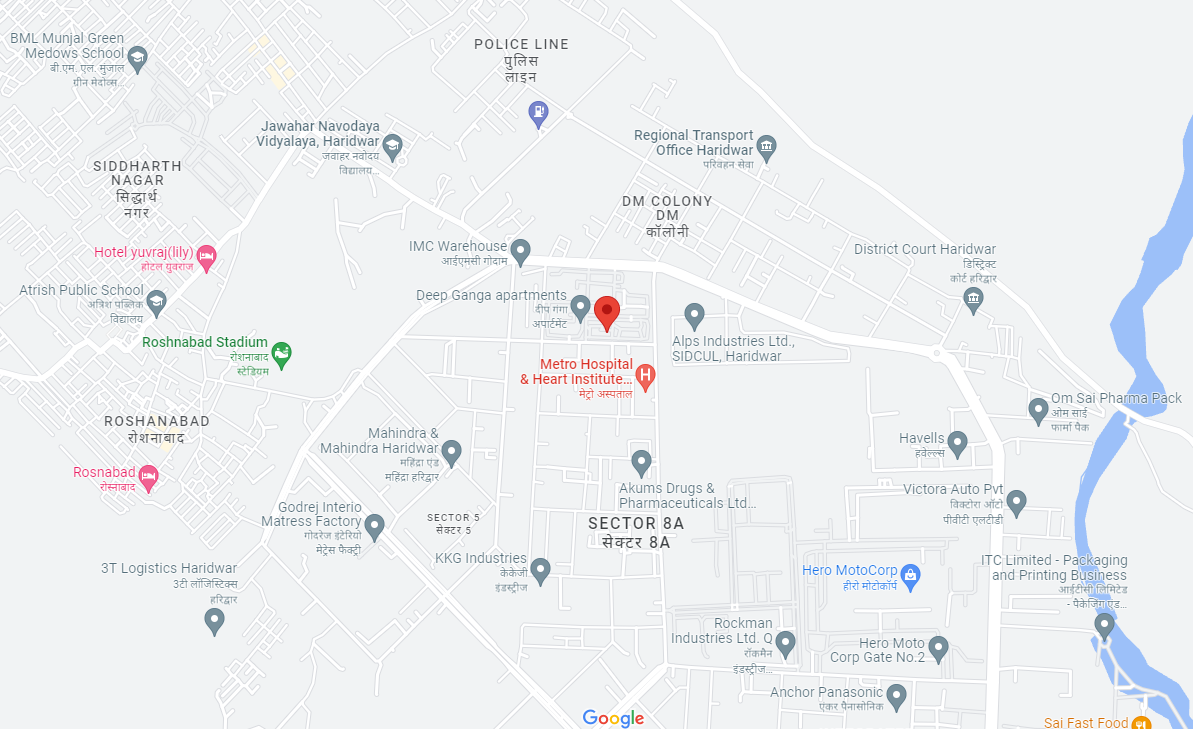 BML Munjal Green
Medows School
बी.एम. एल. मुंजाल
ग्रीन मेदोव्स...
POLICE LINE
पुलिस
लाइन
Jawahar Navodaya
Vidyalaya, Haridwar
जवाहर नवोदय
विद्यालय...
Regional Transport
Office Haridwar
परिवहन सेवा
SIDDHARTH
NAGAR
सिद्धार्थ
नगर
DM COLONY
DM
कॉलोनी
Hotel yuvraj(lily)
होटल युवराज
IMC Warehouse
आईएमसी गोदाम
District Court Haridwar
डिस्ट्रिक्ट
कोर्ट हरिद्वार
Atrish Public School
अत्रिश पब्लिक
विद्यालय
Deep Ganga apartments
दीप गंगा
अपार्टमेंट
Roshnabad Stadium
रोशनाबाद
स्टेडियम
Alps Industries Ltd.,
SIDCUL, Haridwar
Metro Hospital
& Heart Institute...
मेट्रो अस्पताल
Om Sai Pharma Pack
ओम साई
फार्मा पैक
ROSHANABAD
रोशनाबाद
Mahindra &
Mahindra Haridwar
महिंद्रा एंड
महिंद्रा हरिद्वार
Havells
हवेल्स
Rosnabad
रोस्नाबाद
Akums Drugs &
Pharmaceuticals Ltd...
Victora Auto Pvt
विक्टोरा ऑटो
पीवीटी एलटीडी
Godrej Interio
Matress Factory
गोदरेज इंटेरियो
मेट्रेस फैक्ट्री
SECTOR 5
सेक्टर 5
SECTOR 8A
सेक्टर 8A
KKG Industries
केकेजी
इंडस्ट्रीज
3T Logistics Haridwar
3टी लॉजिस्टिक्स
हरिद्वार
Hero MotoCorp
हीरो मोटोकॉर्प
ITC Limited - Packaging
and Printing Business
आईटीसी लिमिटेड
- पैकेजिंग एंड...
Rockman
Industries Ltd. Q
रॉकमैन
इंडस्ट्रीज...
Hero Moto
Corp Gate No.2
Anchor Panasonic
एंकर पैनासोनिक
Google
Sai Fast Food